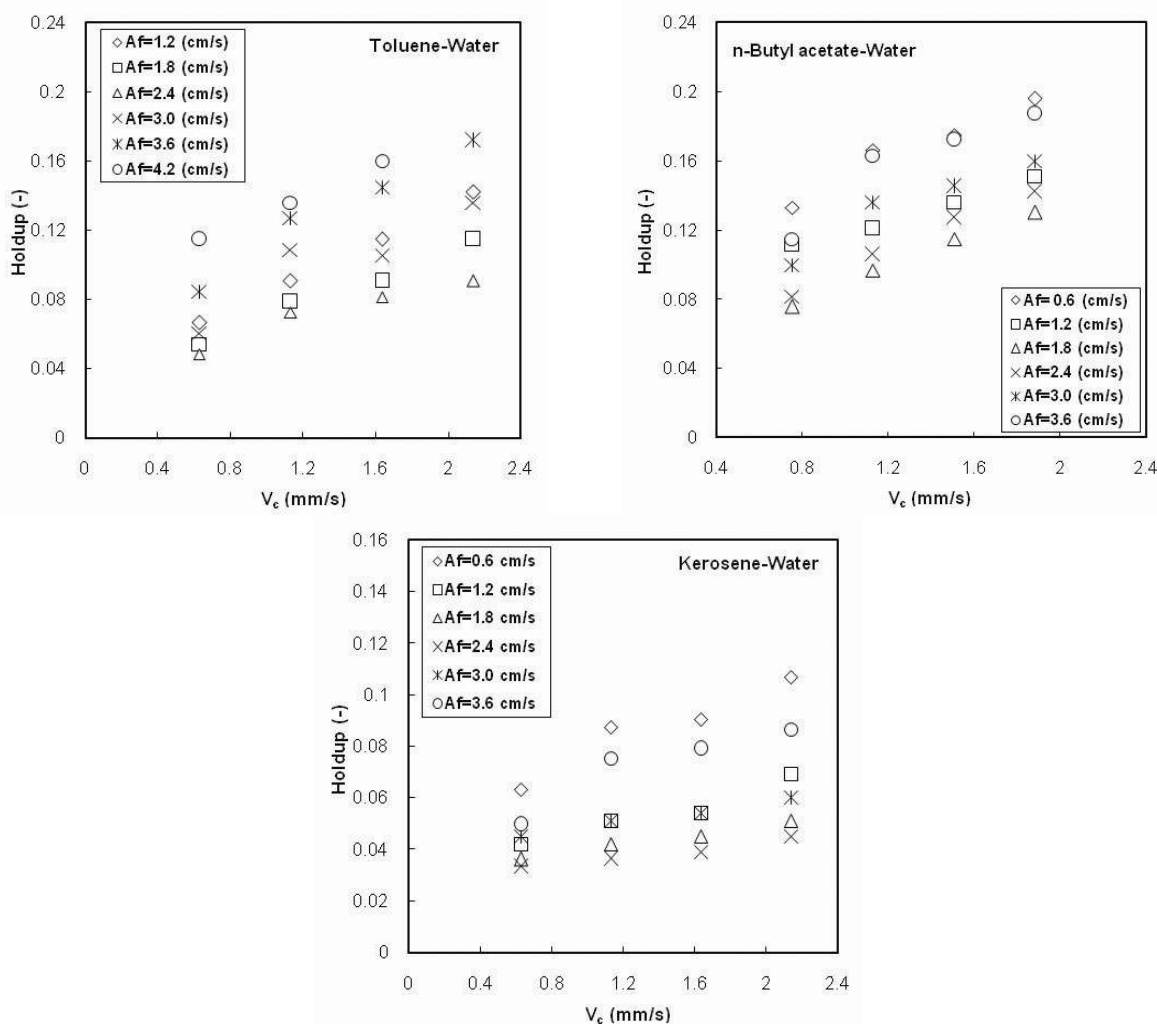 0.24
Toluene-Water
Af=1.2 (cm/s)
Af=1.8 (cm/s)
Af=2.4 (cm/s)
Af=3.0 (cm/s)
Af=3.6 (cm/s)
Af=4.2 (cm/s)
0.2
0.16
0.12
0.08
0.04
0
Holdup (-)
0 0.4 0.8 1.2 1.6 2 2.4
Vc (mm/s)
0.24
n-Butyl acetate-Water
0.2
0.16
0.12
0.08
0.04
0
Holdup (-)
Af= 0.6 (cm/s)
Af=1.2 (cm/s)
Af=1.8 (cm/s)
Af=2.4 (cm/s)
Af=3.0 (cm/s)
Af=3.6 (cm/s)
0.4 0.8 1.2 1.6 2 2.4
Vc (mm/s)
0.16
Kerosene-Water
Af=0.6 cm/s
Af=1.2 cm/s
Af=1.8 cm/s
Af=2.4 cm/s
Af=3.0 cm/s
Af=3.6 cm/s
0.14
0.12
0.1
0.08
0.06
0.04
0.02
0
Holdup (-)
0 0.4 0.8 1.2 1.6 2 2.4
Vc (mm/s)